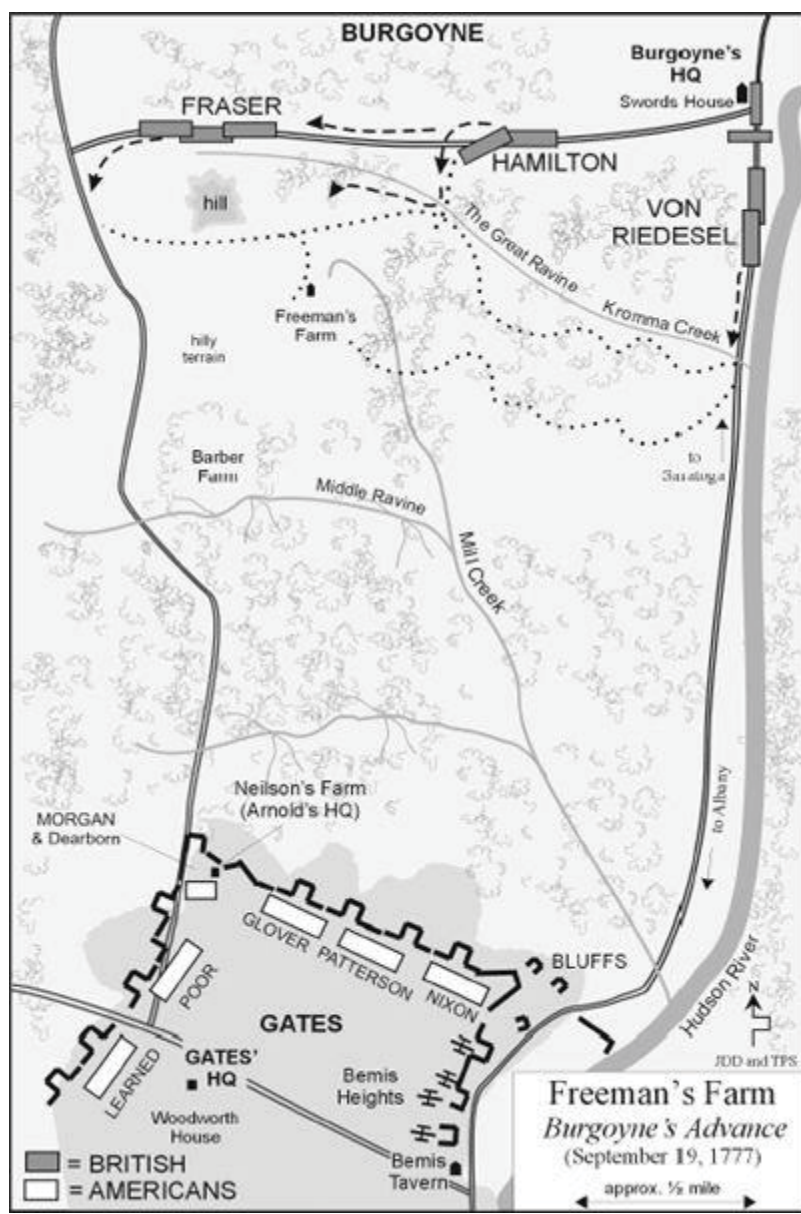 BURGOYNE
Burgoyne's
HQ
Swords House
FRASER
HAMILTON
VON
RIEDESEL
hill
The Great Ravine
Kromma Creek
Freeman's
Farm
hilly
terrain
to
Barber
Farm
Middle Ravine
Mill Creek
Neilson's Farm
(Arnold's HQ)
MORGAN
& Dearborn
to Albany
GLOVER
PATTERSON
NIXON
BLUFFS
POOR
GATES
Hudson River
N
LEARNED
GATES'
HQ
Woodworth
House
Bemis
Heights
Bemis
Tavern
JDD and TPS
Freeman's Farm
Burgoyne's Advance
(September 19, 1777)
approx. ½ mile
= BRITISH
= AMERICANS